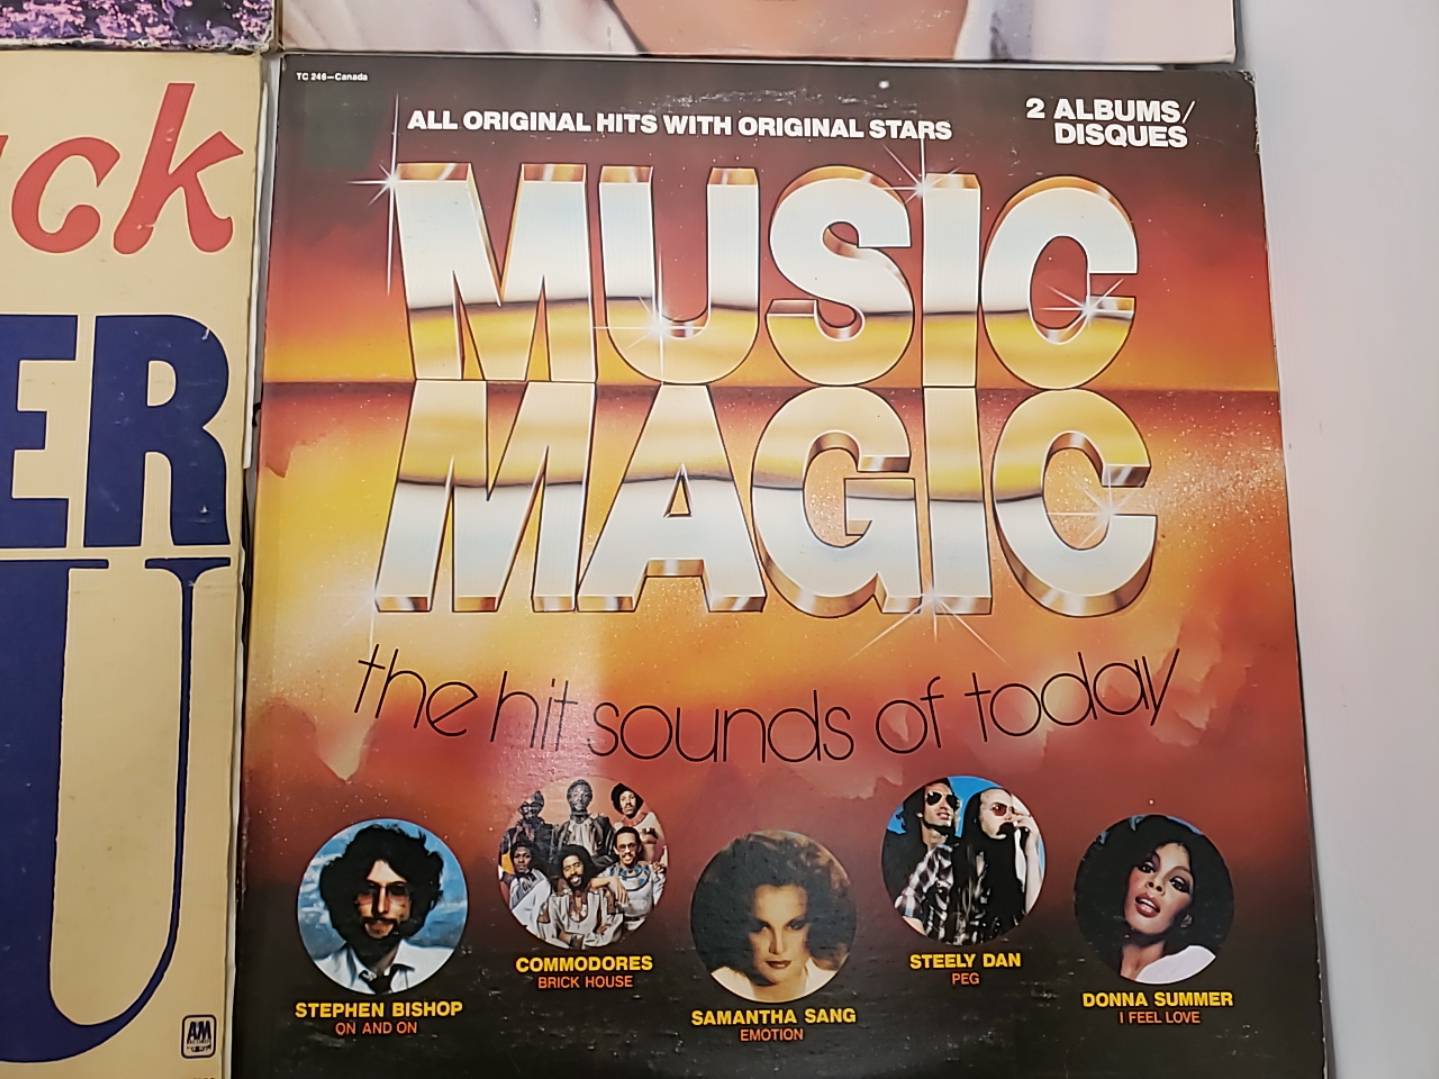 ck
ER
U
AM
TC 246—Canada
ALL ORIGINAL HITS WITH ORIGINAL STARS
2 ALBUMS/
DISQUES
MUSIC
MAGIC
the hit sounds of today
STEPHEN BISHOP
ON AND ON
COMMODORES
BRICK HOUSE
SAMANTHA SANG
EMOTION
STEELY DAN
PEG
DONNA SUMMER
I FEEL LOVE